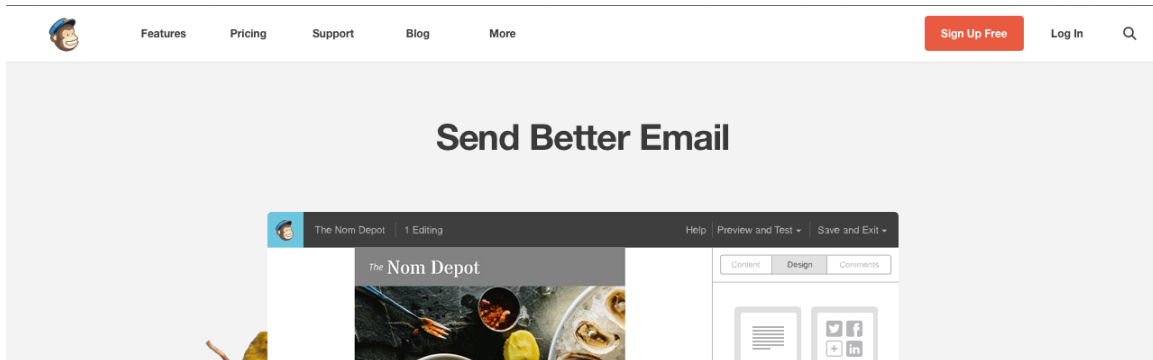 Features Pricing Support Blog More Sign Up Free Log In
Send Better Email
The Nom Depot 1 Editing Help Preview and Test Save and Exit
The Nom Depot
Content Design Comments